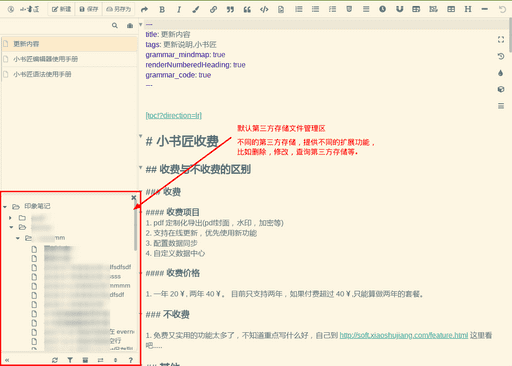 新建
保存
另存为
更新内容
小书匠编辑器使用手册
小书匠语法使用手册
---
title: 更新内容
tags: 更新说明,小书匠
grammar_mindmap: true
renderNumberedHeading: true
grammar_code: true
---
[toc!?direction=lr]
# 小书匠收费
默认第三方存储文件管理区
不同的第三方存储，提供不同的扩展功能，
比如删除，修改，查询第三方存储等。
## 收费与不收费的区别
### 收费
#### 收费项目
1. pdf 定制化导出(pdf封面，水印，加密等)
2. 支持在线更新，优先使用新功能
3. 配置数据同步
4. 自定义数据中心
#### 收费价格
1. 一年 20 ¥ , 两年 40 ¥ 。 目前只支持两年，如果付费超过 40 ¥ ,只能算做两年的套餐。
### 不收费
1. 免费又实用的功能太多了，不知道重点写什么好，自己到 http://soft.xiaoshujiang.com/feature.html 这里看
吧.....
## 其他
印象笔记
mm
dfsdfsdf
ssss
mmmm
dfsdf
在 evern
空行